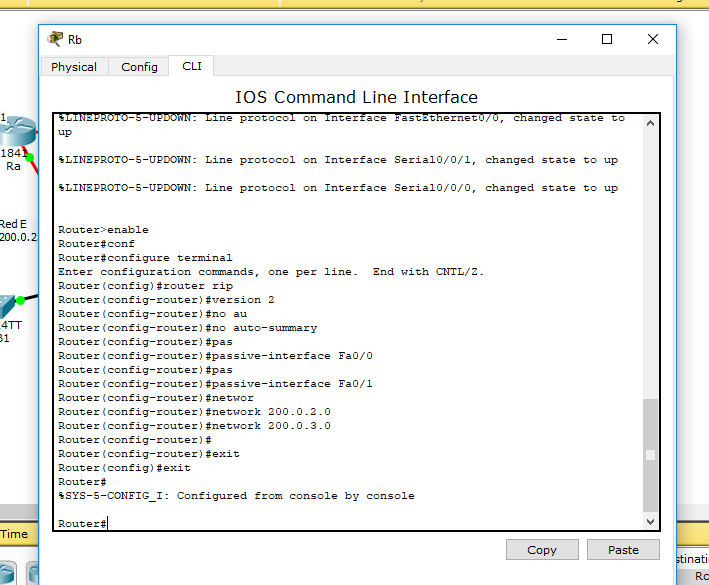 Rb
Physical
Config
CLI
IOS Command Line Interface
%LINEPROTO-5-UPDOWN: Line protocol on Interface FastEthernet0/0, changed state to
up
%LINEPROTO-5-UPDOWN: Line protocol on Interface Serial0/0/1, changed state to up
%LINEPROTO-5-UPDOWN: Line protocol on Interface Serial0/0/0, changed state to up
Router>enable
Router#conf
Router#configure terminal
Enter configuration commands, one per line.  End with CNTL/Z.
Router(config)#router rip
Router(config-router)#version 2
Router(config-router)#no au
Router(config-router)#no auto-summary
Router(config-router)#pas
Router(config-router)#passive-interface Fa0/0
Router(config-router)#pas
Router(config-router)#passive-interface Fa0/1
Router(config-router)#networ
Router(config-router)#network 200.0.2.0
Router(config-router)#network 200.0.3.0
Router(config-router)#
Router(config-router)#exit
Router(config)#exit
Router#
%SYS-5-CONFIG_I: Configured from console by console
Router#
Copy
Paste
1841
Ra
Red E
200.0.2
Time